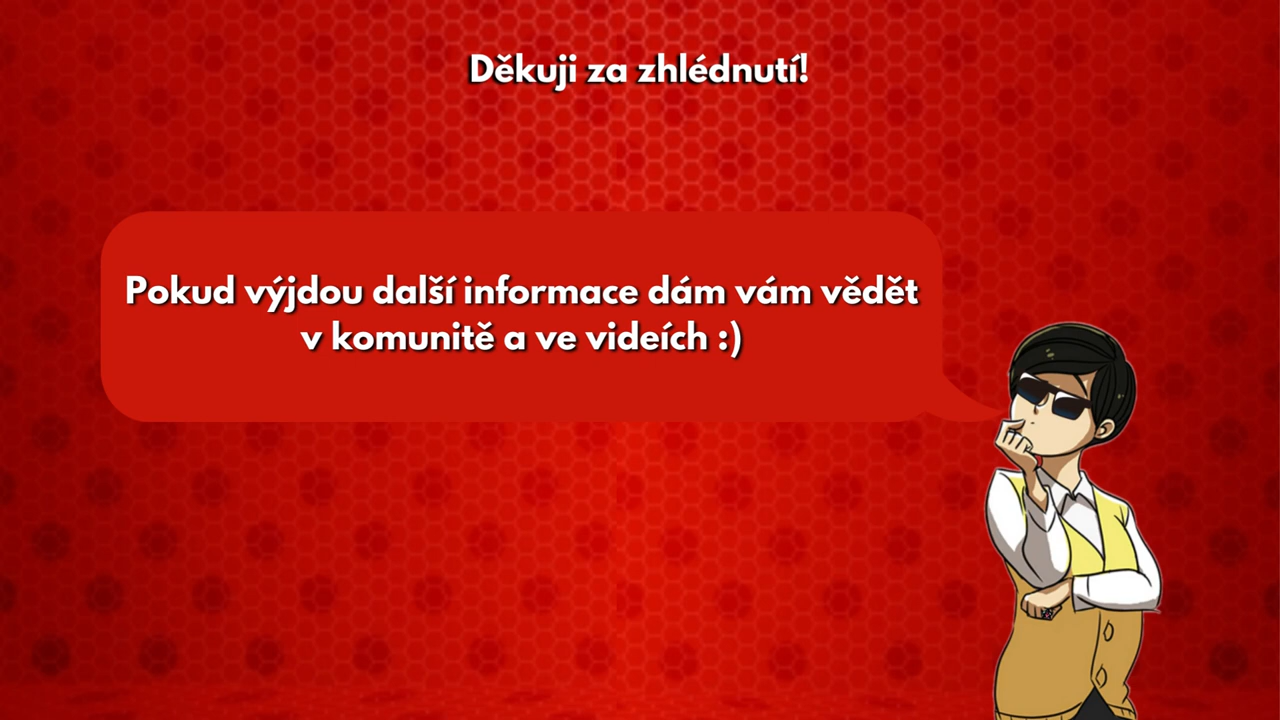 Děkuji za zhlédnutí!
Pokud výjdou další informace dám vám vědět
v komunitě a ve videích :)